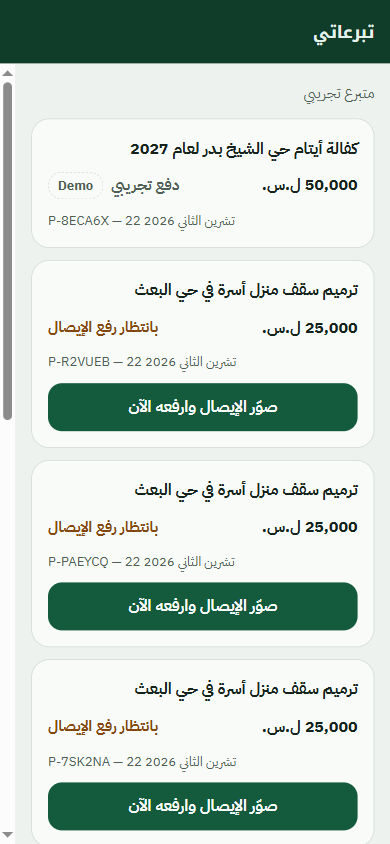 تبرعاتي
متبرع تجريبي
كفالة أيتام حي الشيخ بدر لعام 2027
50,000 ل.س.
دفع تجريبي Demo
P-8ECA6X — 22 تشرين الثاني 2026
ترميم سقف منزل أسرة في حي البعث
25,000 ل.س.
بانتظار رفع الإيصال
P-R2VUEB — 22 تشرين الثاني 2026
صوّر الإيصال وارفعه الآن
ترميم سقف منزل أسرة في حي البعث
25,000 ل.س.
بانتظار رفع الإيصال
P-PAEYCQ — 22 تشرين الثاني 2026
صوّر الإيصال وارفعه الآن
ترميم سقف منزل أسرة في حي البعث
25,000 ل.س.
بانتظار رفع الإيصال
P-7SK2NA — 22 تشرين الثاني 2026
صوّر الإيصال وارفعه الآن